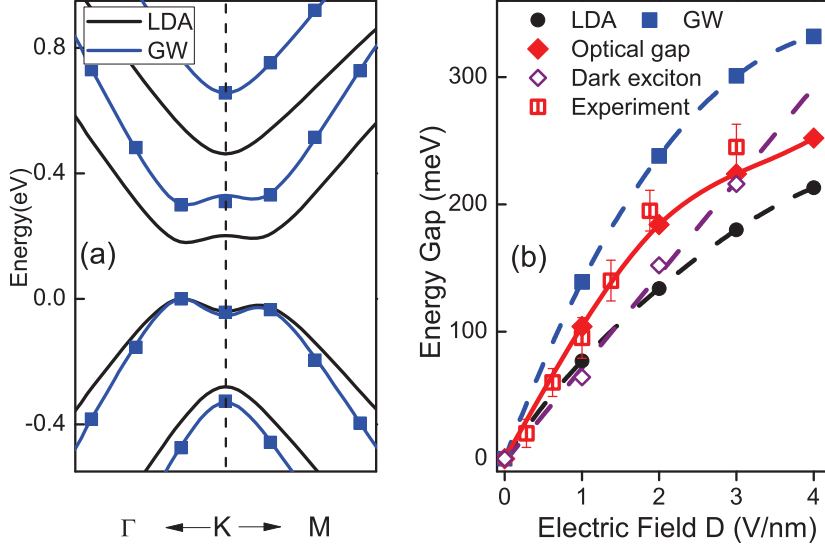 LDA
GW
0.8
0.4
0.0
-0.4
Energy(eV)
(a)
Γ ← K → M
LDA GW
Optical gap
Dark exciton
Experiment
300
200
100
0
Energy Gap (meV)
(b)
0 1 2 3 4
Electric Field D (V/nm)